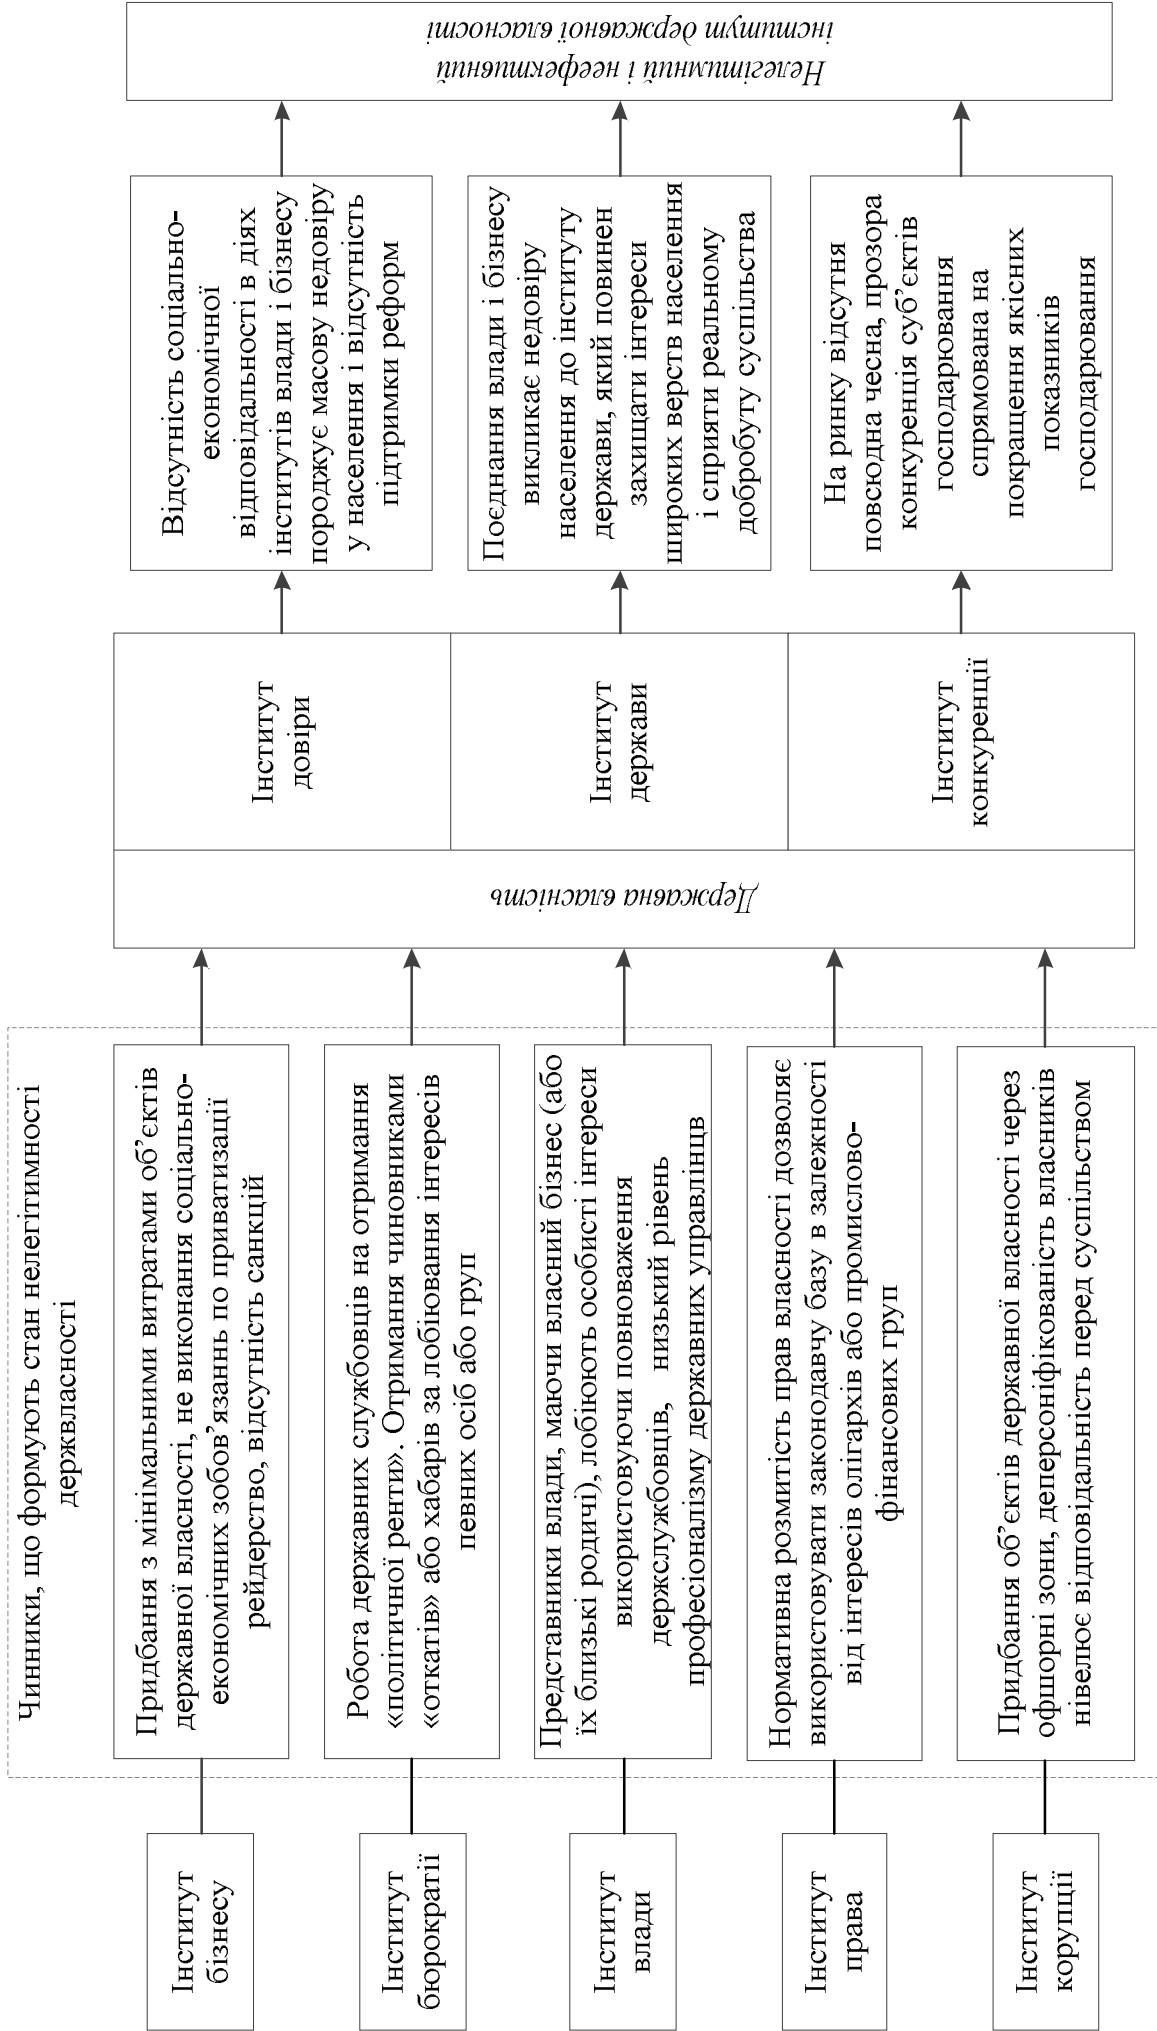 Чинники, що формують стан нелегітимності
держвласності
Інститут
бізнесу
Придбання з мінімальними витратами об’єктів
державної власності, не виконання соціально-
економічних зобов’язаннь по приватизації
рейдерство, відсутність санкцій
Інститут
бюрократії
Робота державних службовців на отримання
«політичної ренти». Отримання чиновниками
«откатів» або хабарів за лобіювання інтересів
певних осіб або груп
Інститут
влади
Представники влади, маючи власний бізнес (або
їх близькі родичі), лобіюють особисті інтереси
використовуючи повноваження
держслужбовців, низький рівень
професіоналізму державних управлінцв
Інститут
права
Нормативна розмитість прав власності дозволяє
використовувати законодавчу базу в залежності
від інтересів олігархів або промислово-
фінансових груп
Інститут
корупції
Придбання об’єктів державної власності через
офшорні зони, деперсоніфікованість власників
нівелює відповідальність перед суспільством
Державна власність
Інститут
довіри
Інститут
держави
Інститут
конкуренції
Відсутність соціально-
економічної
відповідальності в діях
інститутів влади і бізнесу
породжує масову недовіру
у населення і відсутність
підтримки реформ
Поєднання влади і бізнесу
викликає недовіру
населення до інституту
держави, який повинен
захищати інтереси
широких верств населення
і сприяти реальному
добробуту суспільства
На ринку відсутня
повсюдна чесна, прозора
конкуренція суб’єктів
господарювання
спрямована на
покращення якісних
показників
господарювання
Нелегітимний і неефективний
інститут державної власності